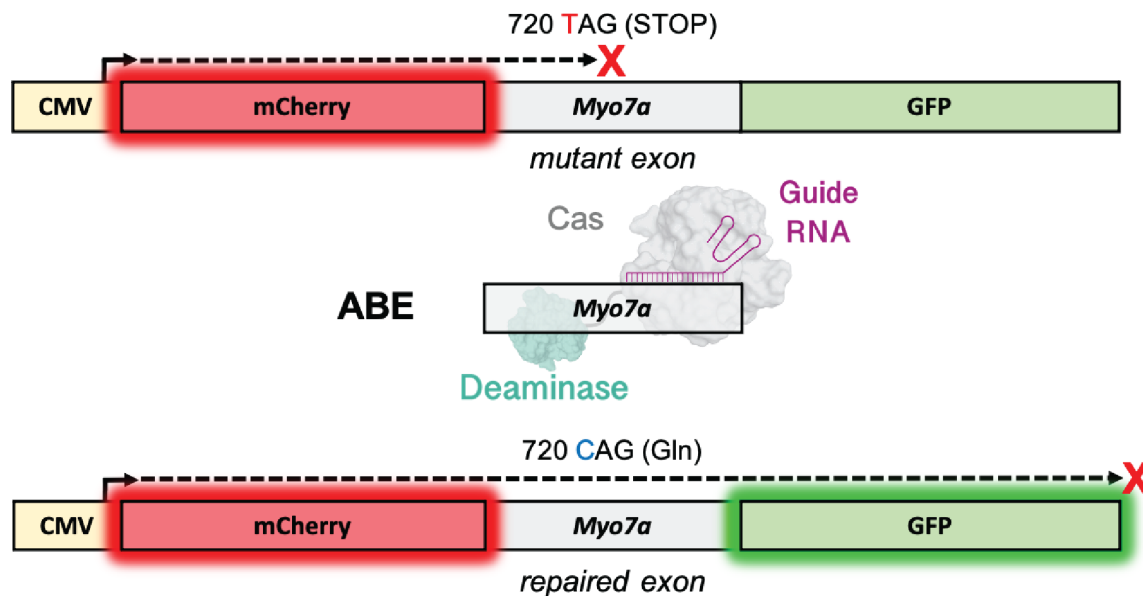 720 TAG (STOP)
X
CMV mCherry Myo7a GFP
mutant exon
Cas
Guide
RNA
ABE
Myo7a
Deaminase
720 CAG (Gln)
X
CMV mCherry Myo7a GFP
repaired exon